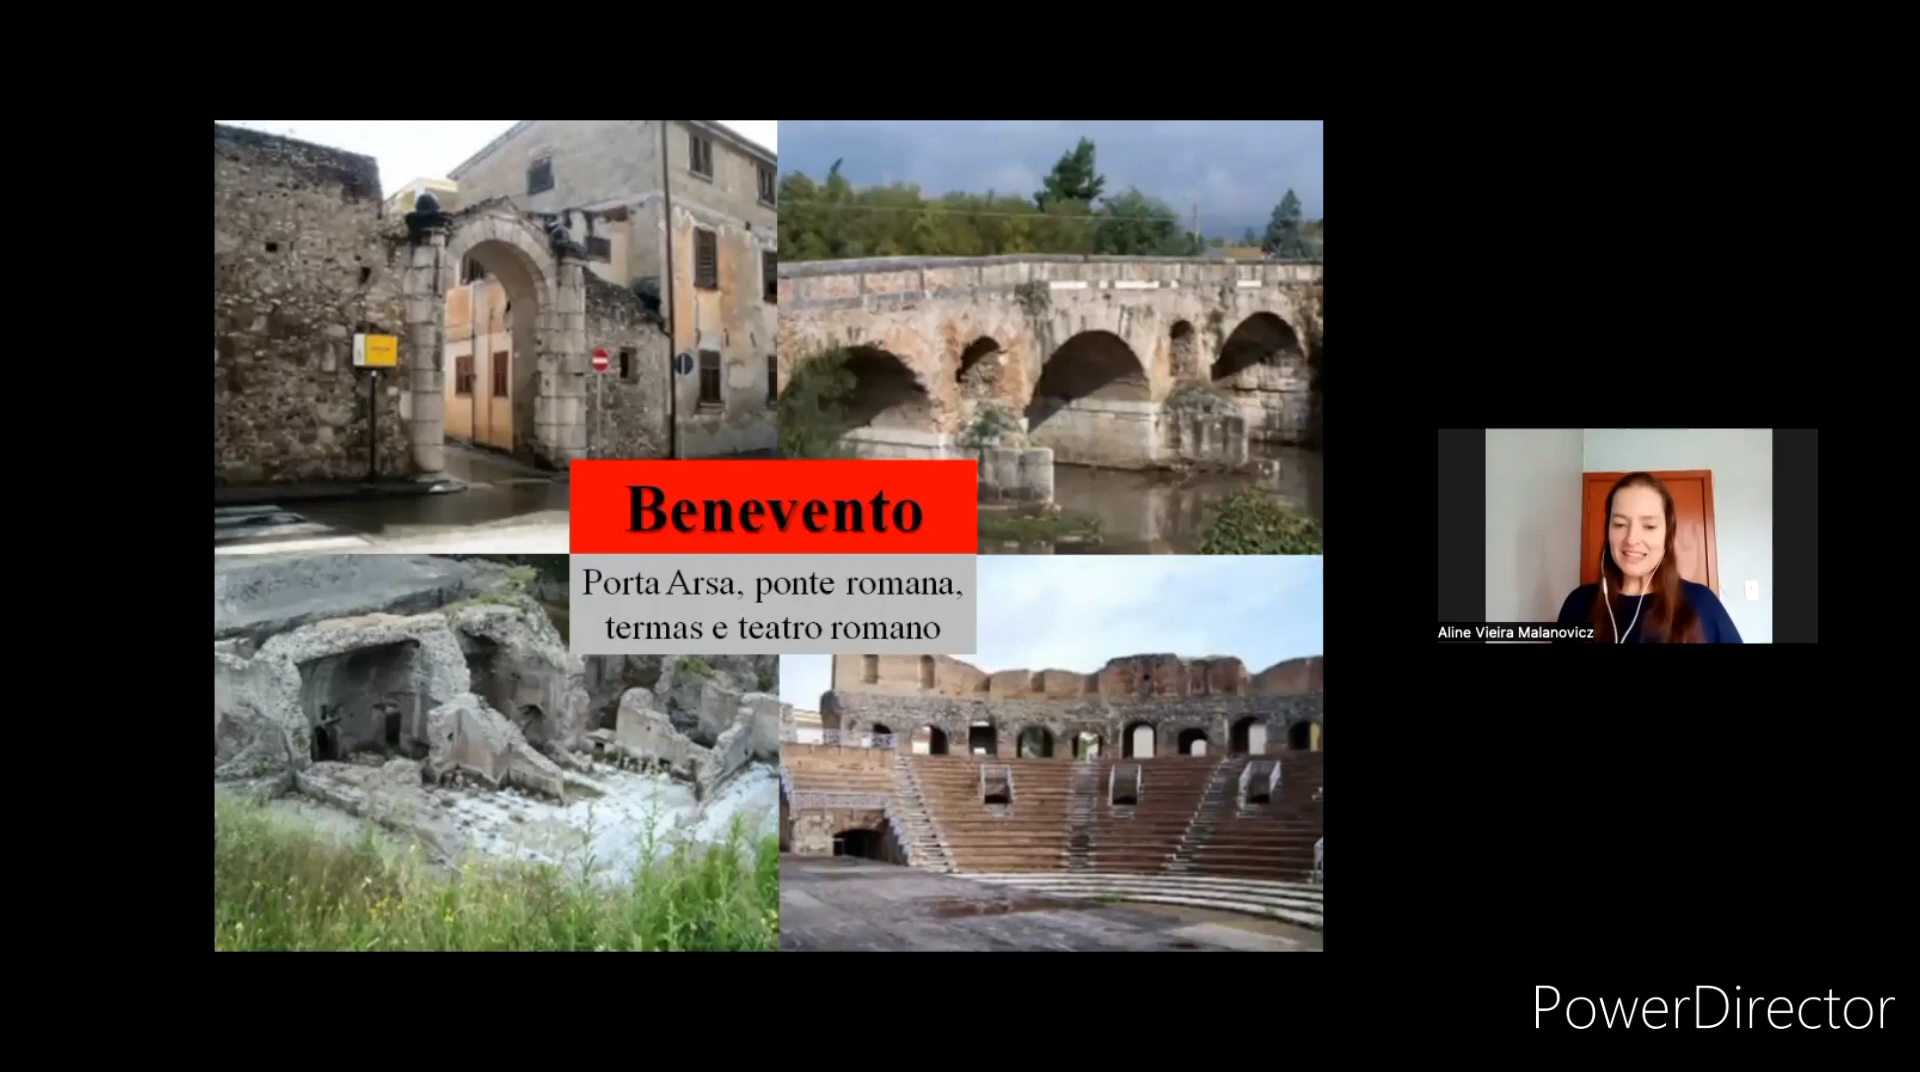 Benevento
Porta Arsa, ponte romana,
termas e teatro romano
Aline Vieira Malanovicz
PowerDirector